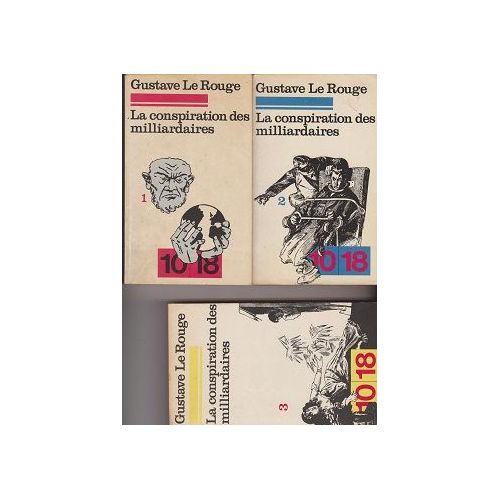 Gustave Le Rouge
La conspiration des
milliardaires
1
10 18
Gustave Le Rouge
La conspiration des
milliardaires
2
10 18
Gustave Le Rouge
La conspiration des
milliardaires
3
10 18